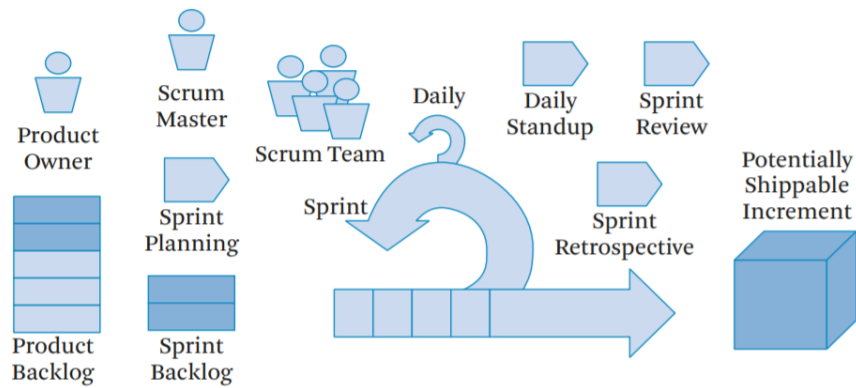 Product
Owner
Scrum
Master
Scrum Team
Daily
Daily
Standup
Sprint
Review
Sprint
Planning
Sprint
Sprint
Retrospective
Potentially
Shippable
Increment
Product
Backlog
Sprint
Backlog